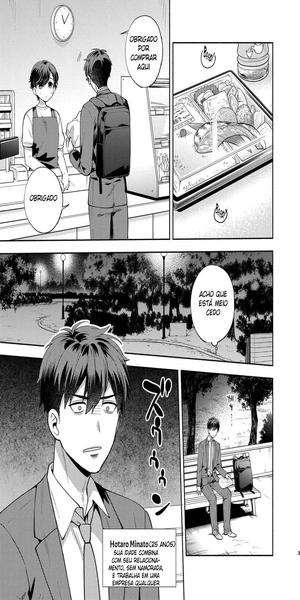 OBRIGADO
POR
COMPRAR
AQUI
OBRIGADO
ACHO QUE
ESTÁ MEIO
CEDO
Hotaro Minato(25 ANOS)
SUA IDADE COMBINA
COM SEU RELACIONA-
MENTO, SEM NAMORADA,
E TRABALHA EM UMA
EMPRESA QUALQUER
3